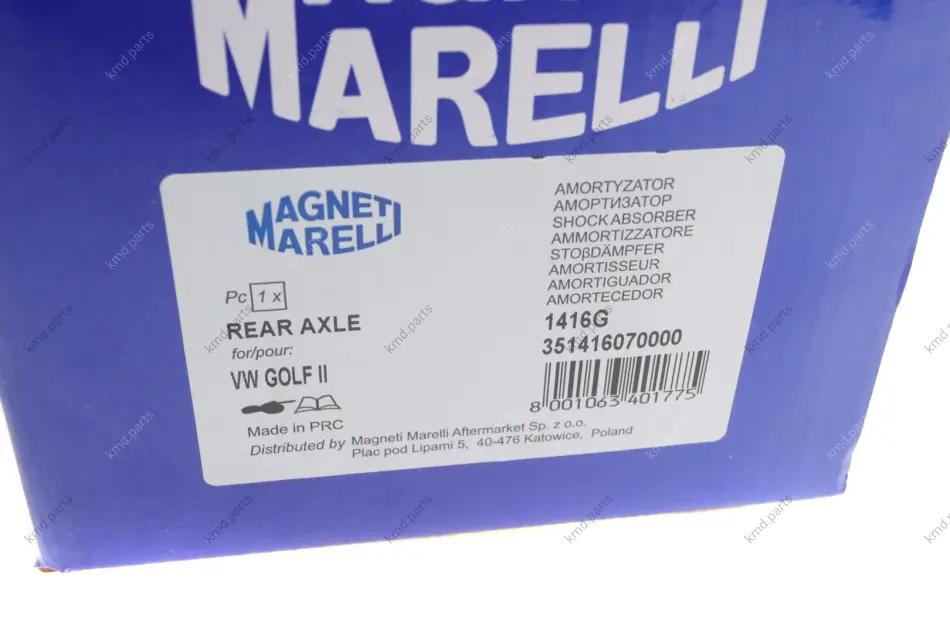 MARELLI
MAGNETI
MARELLI
Pc 1 x
REAR AXLE
for/pour:
VW GOLF II
Made in PRC
Distributed by Magneti Marelli Aftermarket Sp. z o.o.
Plac pod Lipami 5, 40-476 Katowice, Poland
AMORTYZATOR
АМОРТИЗАТОР
SHOCK ABSORBER
AMMORTIZZATORE
STOβDÄMPFER
AMORTISSEUR
AMORTIGUADOR
AMORTECEDOR
1416G
351416070000
8 001063 401775
kmd.parts